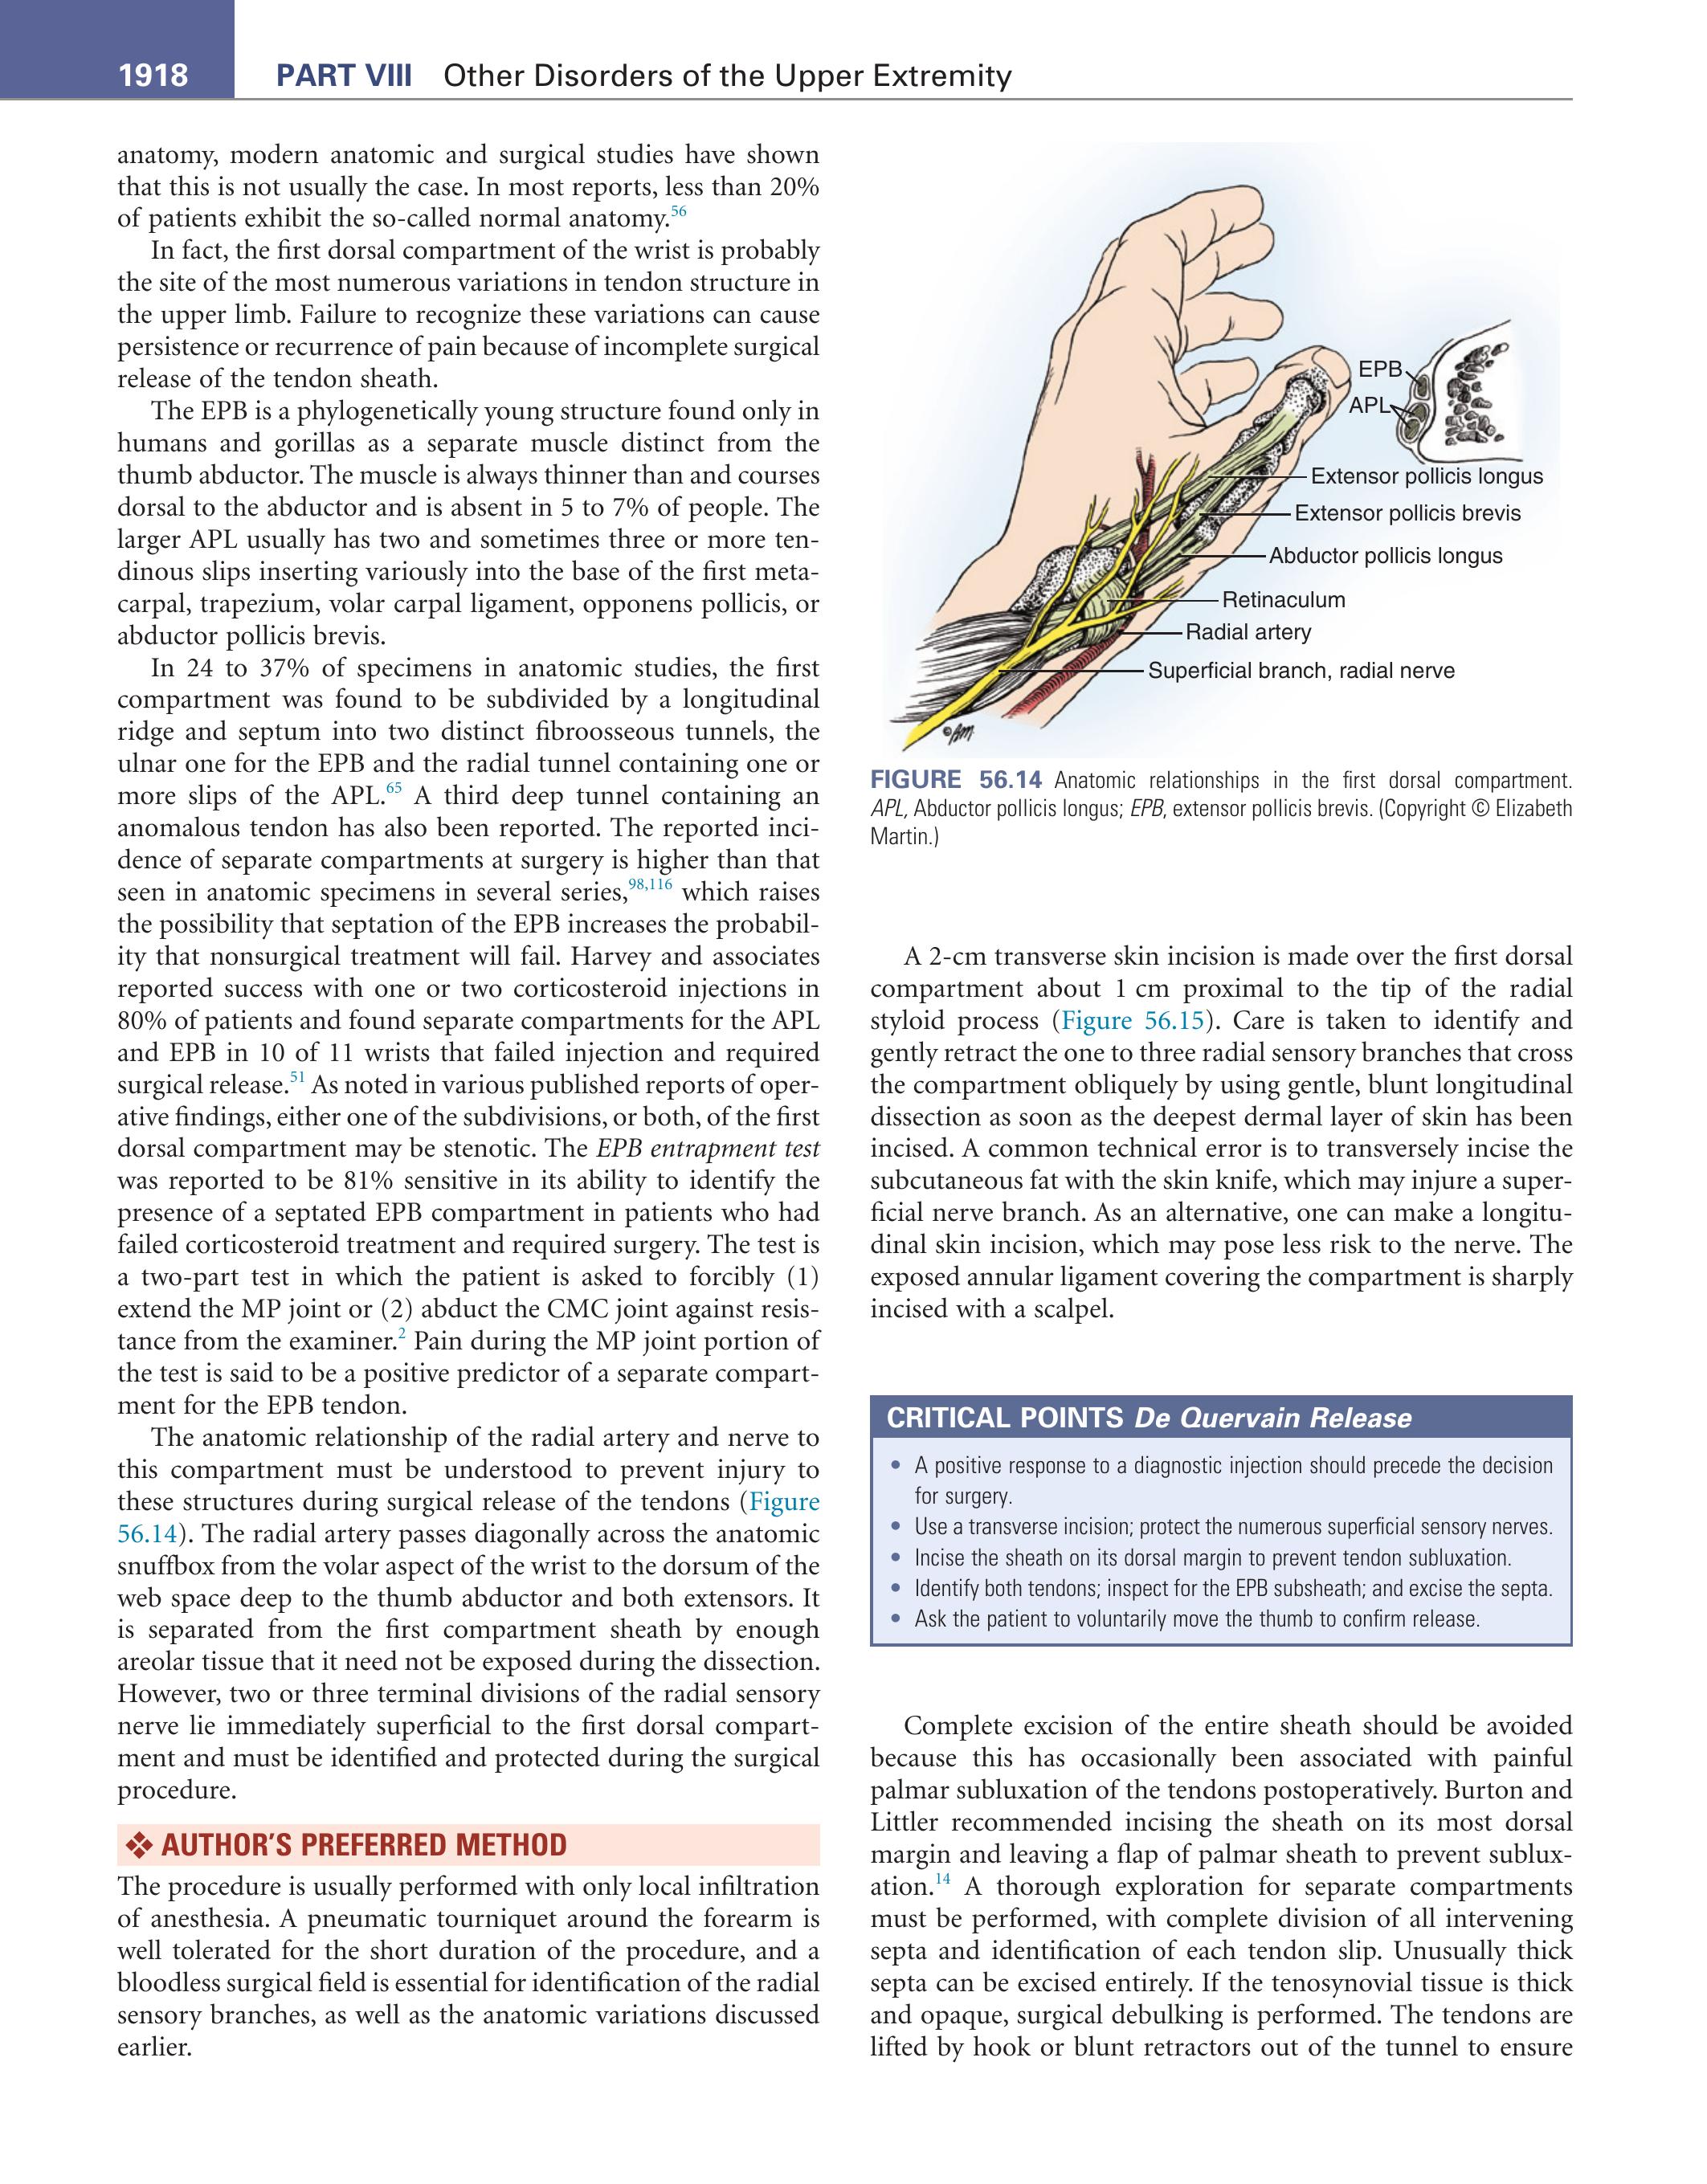 1918
PART VIII Other Disorders of the Upper Extremity
anatomy, modern anatomic and surgical studies have shown
that this is not usually the case. In most reports, less than 20%
of patients exhibit the so-called normal anatomy.56
In fact, the first dorsal compartment of the wrist is probably
the site of the most numerous variations in tendon structure in
the upper limb. Failure to recognize these variations can cause
persistence or recurrence of pain because of incomplete surgical
release of the tendon sheath.
The EPB is a phylogenetically young structure found only in
humans and gorillas as a separate muscle distinct from the
thumb abductor. The muscle is always thinner than and courses
dorsal to the abductor and is absent in 5 to 7% of people. The
larger APL usually has two and sometimes three or more ten-
dinous slips inserting variously into the base of the first meta-
carpal, trapezium, volar carpal ligament, opponens pollicis, or
abductor pollicis brevis.
In 24 to 37% of specimens in anatomic studies, the first
compartment was found to be subdivided by a longitudinal
ridge and septum into two distinct fibroosseous tunnels, the
ulnar one for the EPB and the radial tunnel containing one or
more slips of the APL.65 A third deep tunnel containing an
anomalous tendon has also been reported. The reported inci-
dence of separate compartments at surgery is higher than that
seen in anatomic specimens in several series,98,116 which raises
the possibility that septation of the EPB increases the probabil-
ity that nonsurgical treatment will fail. Harvey and associates
reported success with one or two corticosteroid injections in
80% of patients and found separate compartments for the APL
and EPB in 10 of 11 wrists that failed injection and required
surgical release.51 As noted in various published reports of oper-
ative findings, either one of the subdivisions, or both, of the first
dorsal compartment may be stenotic. The EPB entrapment test
was reported to be 81% sensitive in its ability to identify the
presence of a septated EPB compartment in patients who had
failed corticosteroid treatment and required surgery. The test is
a two-part test in which the patient is asked to forcibly (1)
extend the MP joint or (2) abduct the CMC joint against resis-
tance from the examiner.2 Pain during the MP joint portion of
the test is said to be a positive predictor of a separate compart-
ment for the EPB tendon.
The anatomic relationship of the radial artery and nerve to
this compartment must be understood to prevent injury to
these structures during surgical release of the tendons (Figure
56.14). The radial artery passes diagonally across the anatomic
snuffbox from the volar aspect of the wrist to the dorsum of the
web space deep to the thumb abductor and both extensors. It
is separated from the first compartment sheath by enough
areolar tissue that it need not be exposed during the dissection.
However, two or three terminal divisions of the radial sensory
nerve lie immediately superficial to the first dorsal compart-
ment and must be identified and protected during the surgical
procedure.
❖ AUTHOR'S PREFERRED METHOD
The procedure is usually performed with only local infiltration
of anesthesia. A pneumatic tourniquet around the forearm is
well tolerated for the short duration of the procedure, and a
bloodless surgical field is essential for identification of the radial
sensory branches, as well as the anatomic variations discussed
earlier.
EPB
APL
Extensor pollicis longus
Extensor pollicis brevis
Abductor pollicis longus
Retinaculum
Radial artery
Superficial branch, radial nerve
FIGURE 56.14 Anatomic relationships in the first dorsal compartment.
APL, Abductor pollicis longus; EPB, extensor pollicis brevis. (Copyright © Elizabeth
Martin.)
A 2-cm transverse skin incision is made over the first dorsal
compartment about 1 cm proximal to the tip of the radial
styloid process (Figure 56.15). Care is taken to identify and
gently retract the one to three radial sensory branches that cross
the compartment obliquely by using gentle, blunt longitudinal
dissection as soon as the deepest dermal layer of skin has been
incised. A common technical error is to transversely incise the
subcutaneous fat with the skin knife, which may injure a super-
ficial nerve branch. As an alternative, one can make a longitu-
dinal skin incision, which may pose less risk to the nerve. The
exposed annular ligament covering the compartment is sharply
incised with a scalpel.
CRITICAL POINTS De Quervain Release
• A positive response to a diagnostic injection should precede the decision
for surgery.
• Use a transverse incision; protect the numerous superficial sensory nerves.
• Incise the sheath on its dorsal margin to prevent tendon subluxation.
• Identify both tendons; inspect for the EPB subsheath; and excise the septa.
• Ask the patient to voluntarily move the thumb to confirm release.
Complete excision of the entire sheath should be avoided
because this has occasionally been associated with painful
palmar subluxation of the tendons postoperatively. Burton and
Littler recommended incising the sheath on its most dorsal
margin and leaving a flap of palmar sheath to prevent sublux-
ation.14 A thorough exploration for separate compartments
must be performed, with complete division of all intervening
septa and identification of each tendon slip. Unusually thick
septa can be excised entirely. If the tenosynovial tissue is thick
and opaque, surgical debulking is performed. The tendons are
lifted by hook or blunt retractors out of the tunnel to ensure